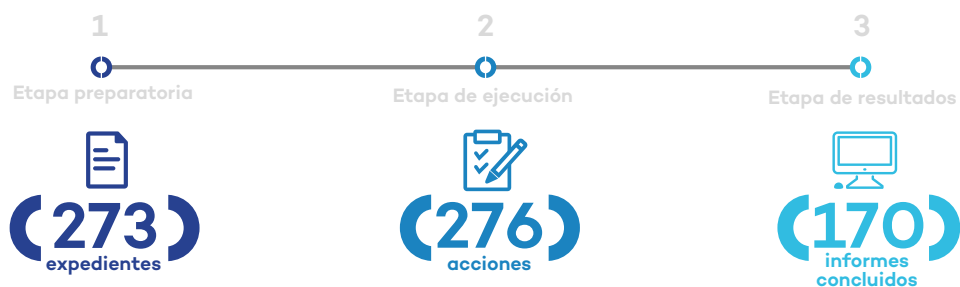 1
2
3
Etapa preparatoria
Etapa de ejecución
Etapa de resultados
273
expedientes
276
acciones
170
informes
concluidos